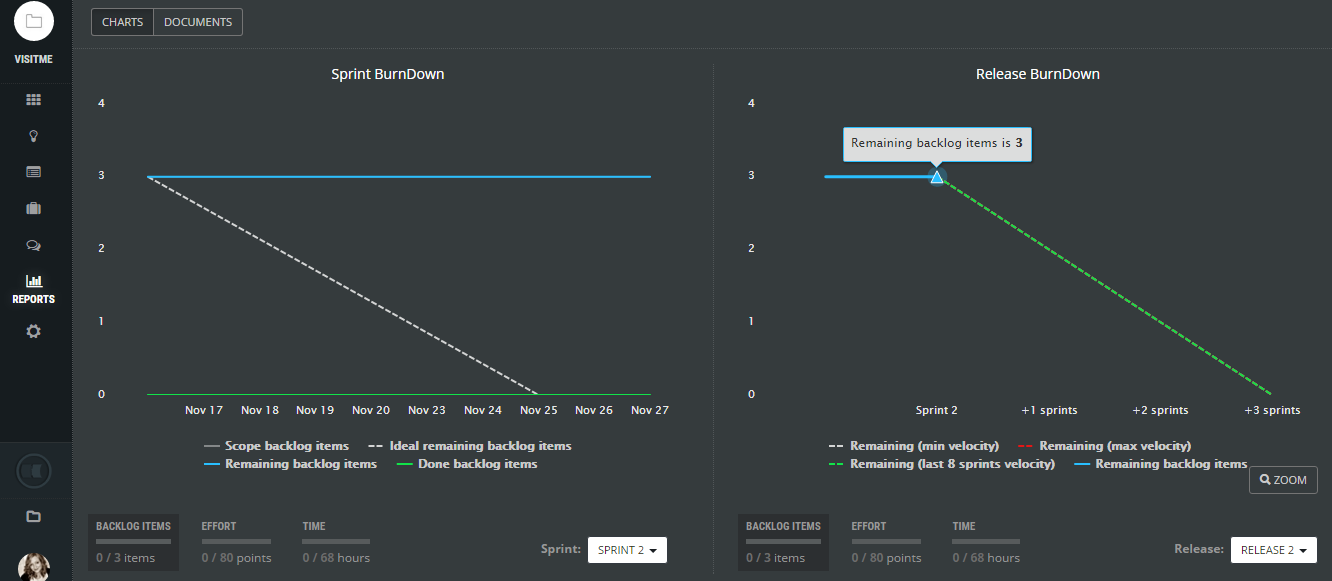 VISITME
REPORTS
CHARTS DOCUMENTS
Sprint BurnDown
4
3
2
1
0
Nov 17 Nov 18 Nov 19 Nov 20 Nov 23 Nov 24 Nov 25 Nov 26 Nov 27
Scope backlog items Ideal remaining backlog items
Remaining backlog items Done backlog items
BACKLOG ITEMS EFFORT TIME
0 / 3 items 0 / 80 points 0 / 68 hours
Sprint: SPRINT 2
Release BurnDown
4
Remaining backlog items is 3
3
2
1
0
Sprint 2 +1 sprints +2 sprints +3 sprints
Remaining (min velocity) Remaining (max velocity)
Remaining (last 8 sprints velocity) Remaining backlog items
ZOOM
BACKLOG ITEMS EFFORT TIME
0 / 3 items 0 / 80 points 0 / 68 hours
Release: RELEASE 2